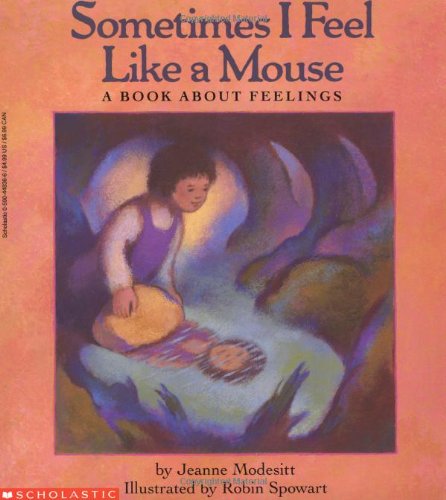 Sometimes I Feel
Like a Mouse
A BOOK ABOUT FEELINGS
by Jeanne Modesitt
Illustrated by Robin Spowart
SCHOLASTIC